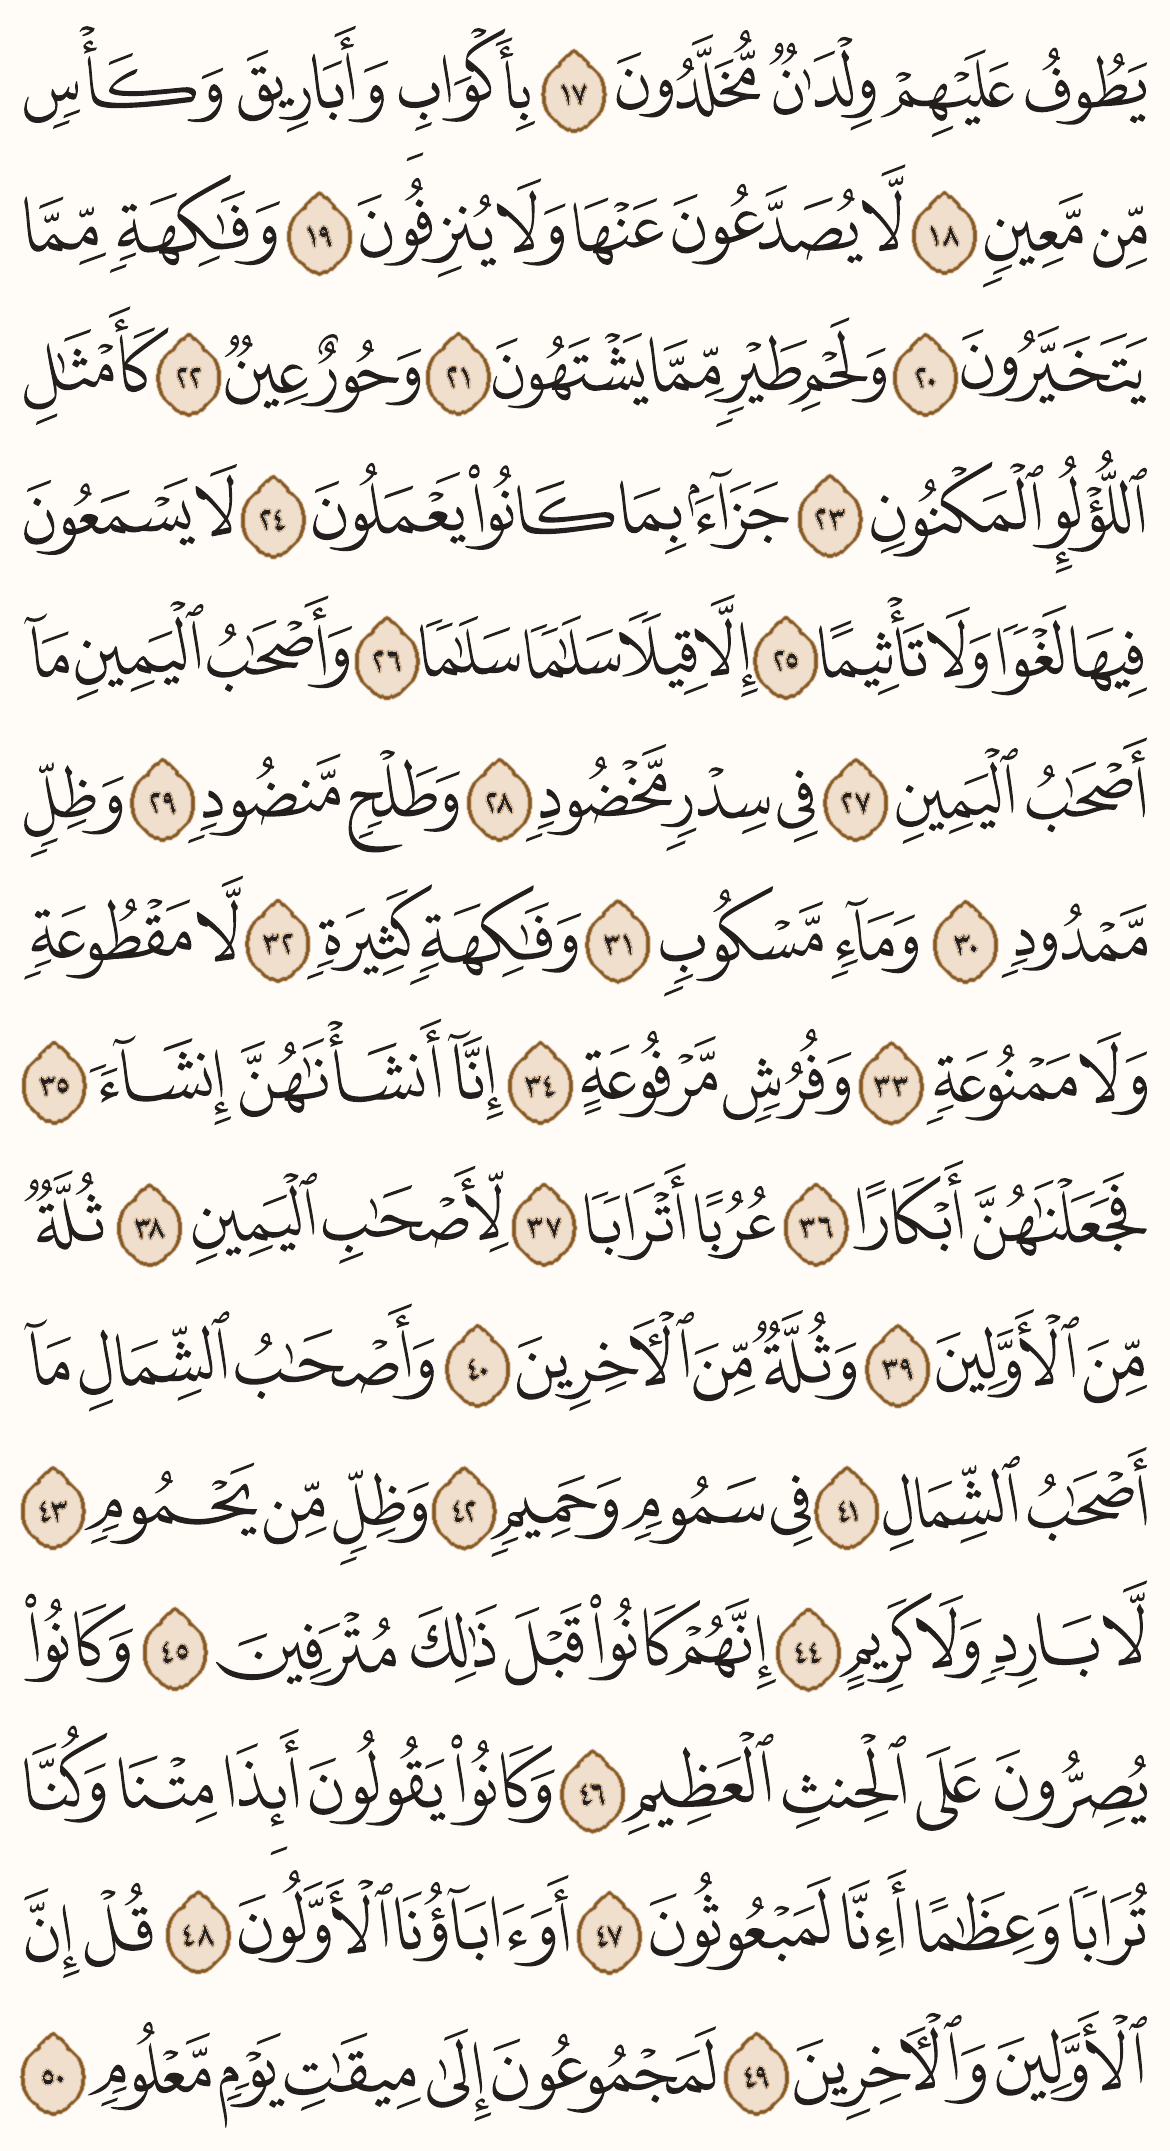 يَطُوفُ عَلَيْهِمْ وِلْدَٰنٌ مُّخَلَّدُونَ ١٧ بِأَكْوَابٍ وَأَبَارِيقَ وَكَأْسٍ
مِّن مَّعِينٍ ١٨ لَّا يُصَدَّعُونَ عَنْهَا وَلَا يُنزِفُونَ ١٩ وَفَٰكِهَةٍ مِّمَّا
يَتَخَيَّرُونَ ٢٠ وَلَحْمِ طَيْرٍ مِّمَّا يَشْتَهُونَ ٢١ وَحُورٌ عِينٌ ٢٢ كَأَمْثَٰلِ
ٱللُّؤْلُؤِ ٱلْمَكْنُونِ ٢٣ جَزَآءًۢ بِمَا كَانُوا۟ يَعْمَلُونَ ٢٤ لَا يَسْمَعُونَ
فِيهَا لَغْوًا وَلَا تَأْثِيمًا ٢٥ إِلَّا قِيلًا سَلَٰمًا سَلَٰمًا ٢٦ وَأَصْحَٰبُ ٱلْيَمِينِ مَآ
أَصْحَٰبُ ٱلْيَمِينِ ٢٧ فِى سِدْرٍ مَّخْضُودٍ ٢٨ وَطَلْحٍ مَّنضُودٍ ٢٩ وَظِلٍّ
مَّمْدُودٍ ٣٠ وَمَآءٍ مَّسْكُوبٍ ٣١ وَفَٰكِهَةٍ كَثِيرَةٍ ٣٢ لَّا مَقْطُوعَةٍ
وَلَا مَمْنُوعَةٍ ٣٣ وَفُرُشٍ مَّرْفُوعَةٍ ٣٤ إِنَّآ أَنشَأْنَٰهُنَّ إِنشَآءً ٣٥
فَجَعَلْنَٰهُنَّ أَبْكَارًا ٣٦ عُرُبًا أَتْرَابًا ٣٧ لِّأَصْحَٰبِ ٱلْيَمِينِ ٣٨ ثُلَّةٌ
مِّنَ ٱلْأَوَّلِينَ ٣٩ وَثُلَّةٌ مِّنَ ٱلْـَٔاخِرِينَ ٤٠ وَأَصْحَٰبُ ٱلشِّمَالِ مَآ
أَصْحَٰبُ ٱلشِّمَالِ ٤١ فِى سَمُومٍ وَحَمِيمٍ ٤٢ وَظِلٍّ مِّن يَحْمُومٍ ٤٣
لَّا بَارِدٍ وَلَا كَرِيمٍ ٤٤ إِنَّهُمْ كَانُوا۟ قَبْلَ ذَٰلِكَ مُتْرَفِينَ ٤٥ وَكَانُوا۟
يُصِرُّونَ عَلَى ٱلْحِنثِ ٱلْعَظِيمِ ٤٦ وَكَانُوا۟ يَقُولُونَ أَئِذَا مِتْنَا وَكُنَّا
تُرَابًا وَعِظَٰمًا أَءِنَّا لَمَبْعُوثُونَ ٤٧ أَوَءَابَآؤُنَا ٱلْأَوَّلُونَ ٤٨ قُلْ إِنَّ
ٱلْأَوَّلِينَ وَٱلْـَٔاخِرِينَ ٤٩ لَمَجْمُوعُونَ إِلَىٰ مِيقَٰتِ يَوْمٍ مَّعْلُومٍ ٥٠